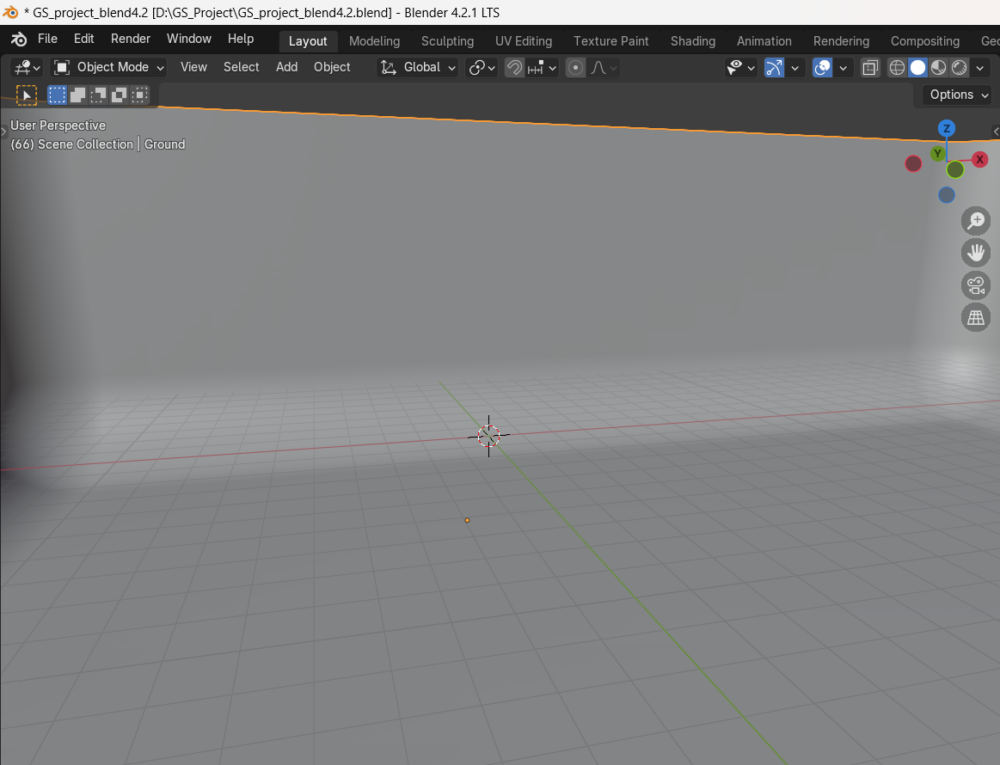 * GS_project_blend4.2 [D:\GS_Project\GS_project_blend4.2.blend] - Blender 4.2.1 LTS
File Edit Render Window Help Layout Modeling Sculpting UV Editing Texture Paint Shading Animation Rendering Compositing Geo
Object Mode View Select Add Object Global
Options
User Perspective
(66) Scene Collection | Ground
Z
Y
X